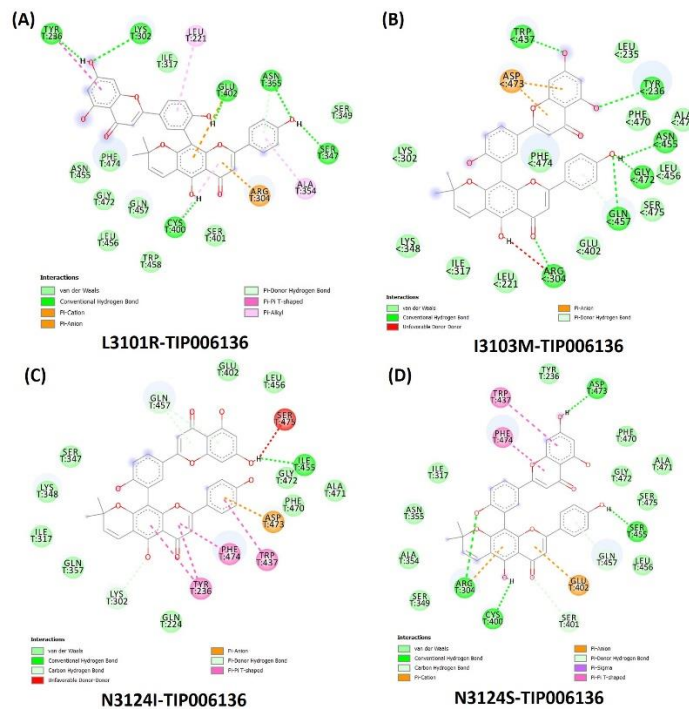 (A)
TYR
T:236
LYS
T:302
LEU
T:221
ILE
T:317
GLU
T:402
ASN
T:355
SER
T:349
SER
T:347
ALA
T:354
ARG
T:304
SER
T:401
CYS
T:400
TRP
T:458
LEU
T:456
GLN
T:457
GLY
T:472
ASN
T:455
PHE
T:474
Interactions
van der Waals
Conventional Hydrogen Bond
Pi-Cation
Pi-Anion
Pi-Donor Hydrogen Bond
Pi-Pi T-shaped
Pi-Alkyl
L3101R-TIP006136
(B)
TRP
<:437
LEU
<:235
ASP
<:473
TYR
<:236
PHE
<:470
ASN
<:455
GLY
<:472
LEU
<:456
GLN
<:457
SER
<:475
GLU
<:402
ARG
<:304
LEU
<:221
ILE
<:317
LYS
<:348
LYS
<:302
PHE
<:474
Interactions
van der Waals
Conventional Hydrogen Bond
Unfavorable Donor-Donor
Pi-Anion
Pi-Donor Hydrogen Bond
I3103M-TIP006136
(C)
GLU
T:402
LEU
T:456
GLN
T:457
SER
T:475
ILE
T:455
GLY
T:472
ALA
T:471
PHE
T:470
ASP
T:473
TRP
T:437
PHE
T:474
TYR
T:236
GLN
T:224
LYS
T:302
GLN
T:357
ILE
T:317
LYS
T:348
SER
T:347
Interactions
van der Waals
Conventional Hydrogen Bond
Carbon Hydrogen Bond
Unfavorable Donor-Donor
Pi-Anion
Pi-Donor Hydrogen Bond
Pi-Pi T-shaped
N3124I-TIP006136
(D)
TYR
T:236
ASP
T:473
TRP
T:437
PHE
T:474
PHE
T:470
GLY
T:472
ALA
T:471
SER
T:475
SER
T:455
LEU
T:456
GLN
T:457
GLU
T:402
SER
T:401
CYS
T:400
ARG
T:304
SER
T:349
ALA
T:354
ASN
T:355
ILE
T:317
Interactions
van der Waals
Conventional Hydrogen Bond
Carbon Hydrogen Bond
Pi-Cation
Pi-Anion
Pi-Donor Hydrogen Bond
Pi-Sigma
Pi-Pi T-shaped
N3124S-TIP006136